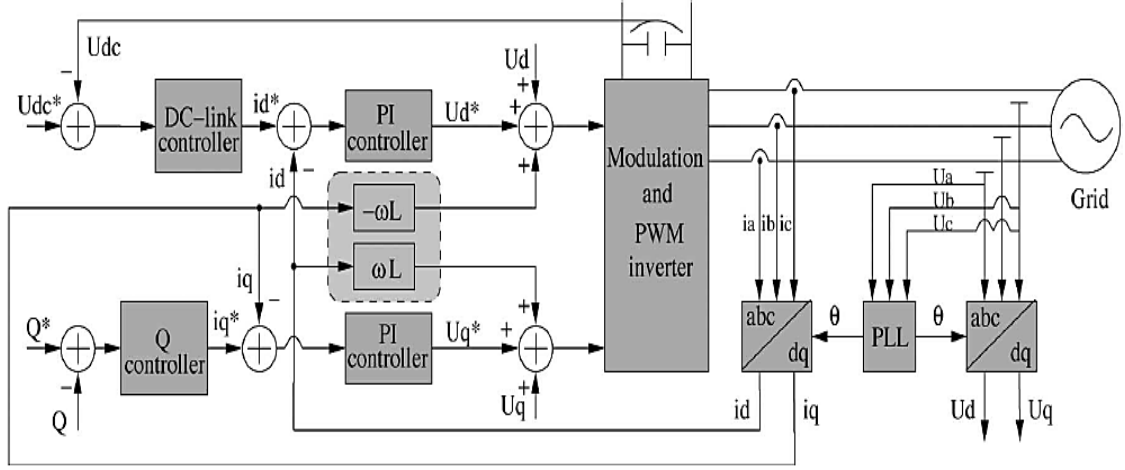 Udc
−
Udc*
+
DC−link
controller
id*
+
id
−
PI
controller
Ud*
Ud
+
+
+
+
−ωL
ωL
iq
−
Q*
+
−
Q
Q
controller
iq*
+
PI
controller
Uq*
+
+
+
+
Uq
Modulation
and
PWM
inverter
Grid
Ua
Ub
Uc
ia ib ic
abc
dq
θ
PLL
θ
abc
dq
id
iq
Ud
Uq